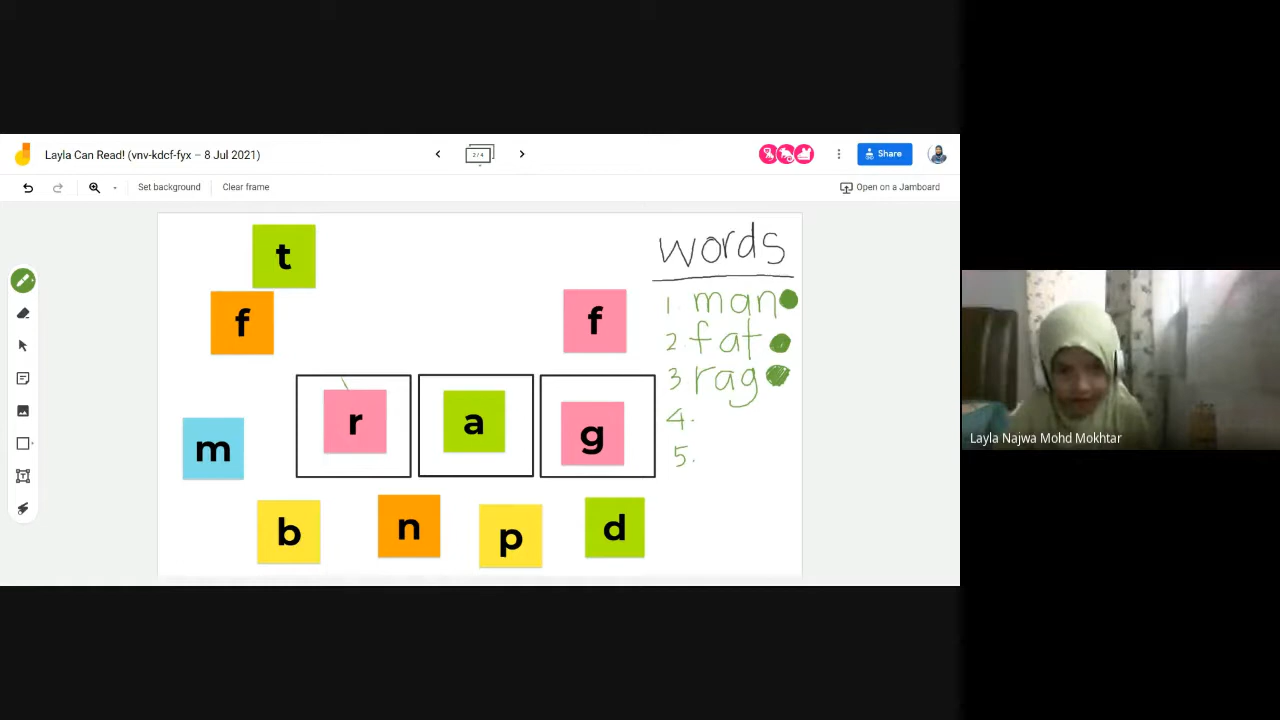 Layla Can Read! (vnv-kdcf-fyx – 8 Jul 2021)
2 / 4
Share
Set background
Clear frame
Open on a Jamboard
t
words
f
f
1. man
2 fat
3 rag
4.
5.
r a g
m
b n p d
Layla Najwa Mohd Mokhtar